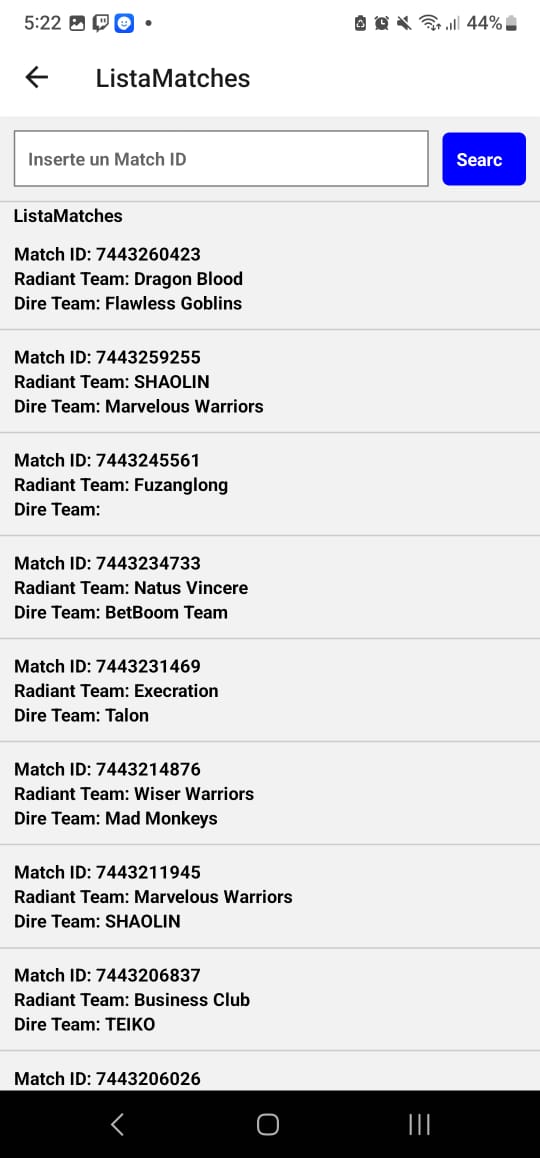 5:22
44%
ListaMatches
Inserte un Match ID
Searc
ListaMatches
Match ID: 7443260423
Radiant Team: Dragon Blood
Dire Team: Flawless Goblins
Match ID: 7443259255
Radiant Team: SHAOLIN
Dire Team: Marvelous Warriors
Match ID: 7443245561
Radiant Team: Fuzanglong
Dire Team:
Match ID: 7443234733
Radiant Team: Natus Vincere
Dire Team: BetBoom Team
Match ID: 7443231469
Radiant Team: Execration
Dire Team: Talon
Match ID: 7443214876
Radiant Team: Wiser Warriors
Dire Team: Mad Monkeys
Match ID: 7443211945
Radiant Team: Marvelous Warriors
Dire Team: SHAOLIN
Match ID: 7443206837
Radiant Team: Business Club
Dire Team: TEIKO
Match ID: 7443206026